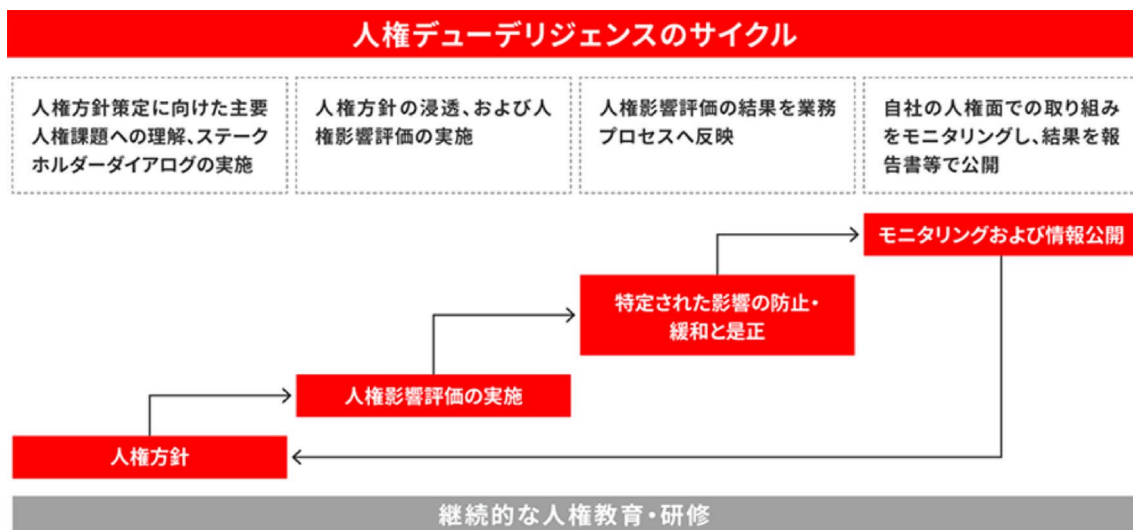 人権デューデリジェンスのサイクル
人権方針策定に向けた主要
人権課題への理解、ステーク
ホルダーダイアログの実施
人権方針の浸透、および人
権影響評価の実施
人権影響評価の結果を業務
プロセスへ反映
自社の人権面での取り組み
をモニタリングし、結果を報
告書等で公開
モニタリングおよび情報公開
特定された影響の防止・
緩和と是正
人権影響評価の実施
人権方針
継続的な人権教育・研修